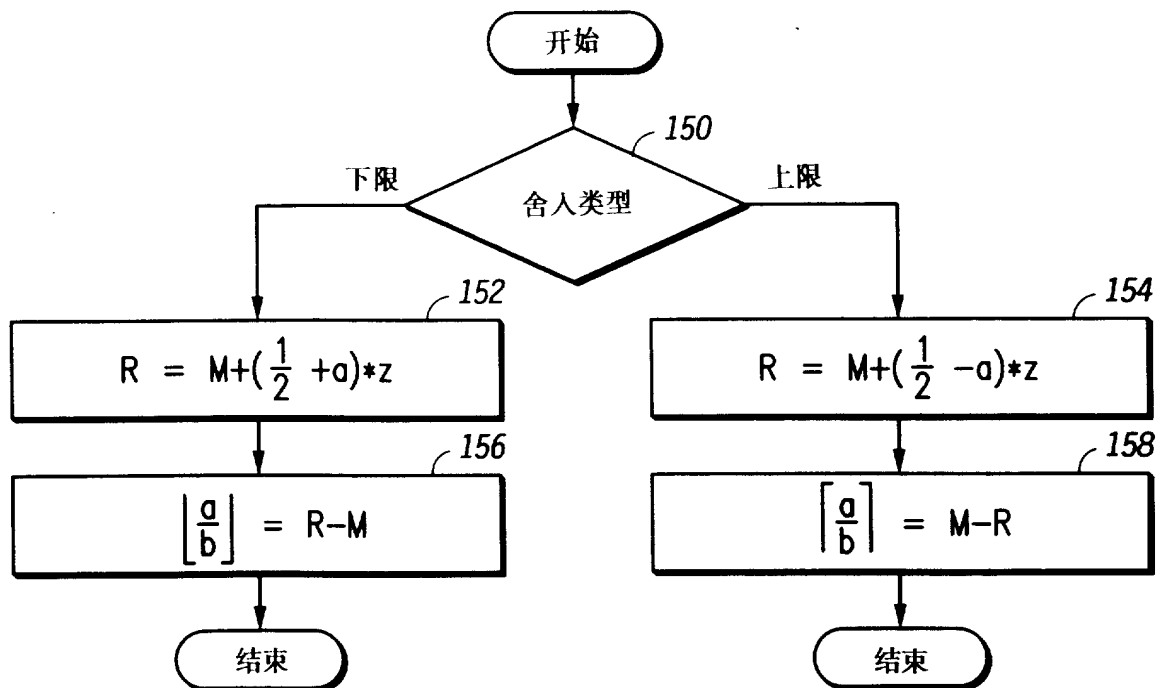 开始
150
下限
上限
舍入类型
152
154
R = M+(1/2 +a)*z
R = M+(1/2 -a)*z
156
158
⌊a/b⌋ = R-M
⌈a/b⌉ = M-R
结束
结束